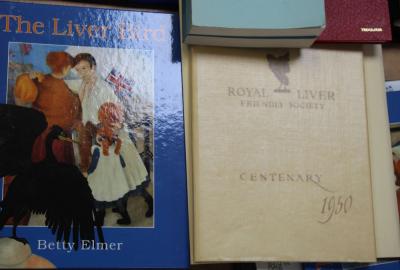 The Liver Bird
Betty Elmer
ROYAL LIVER
FRIENDLY SOCIETY
CENTENARY
1950